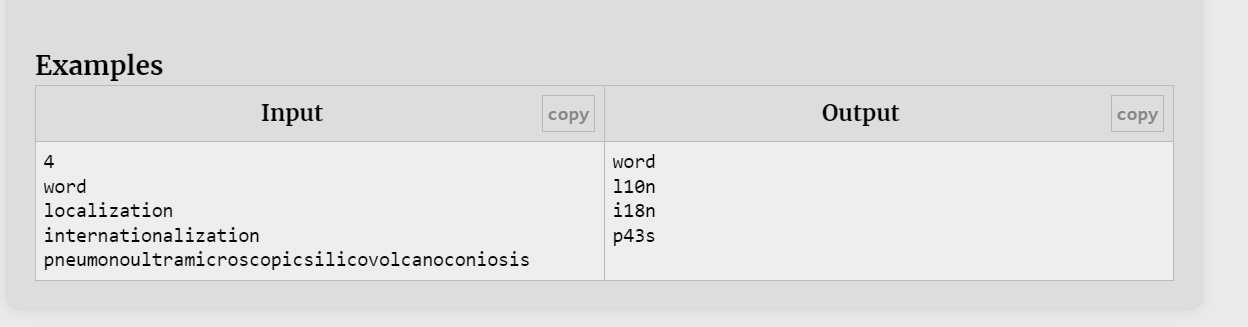 Examples
Input copy Output copy
4
word
localization
internationalization
pneumonoultramicroscopicsilicovolcanoconiosis
word
l10n
i18n
p43s